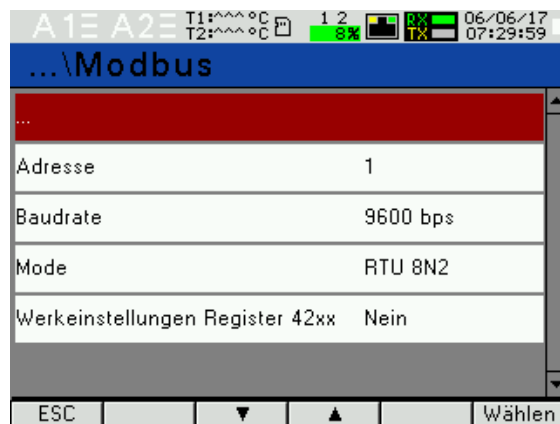 A1 A2 T1:^^^°C 1 2 RX 06/06/17
T2:^^^°C 8% TX 07:29:59
...\Modbus
...
Adresse 1
Baudrate 9600 bps
Mode RTU 8N2
Werkeinstellungen Register 42xx Nein
ESC ▼ ▲ Wählen